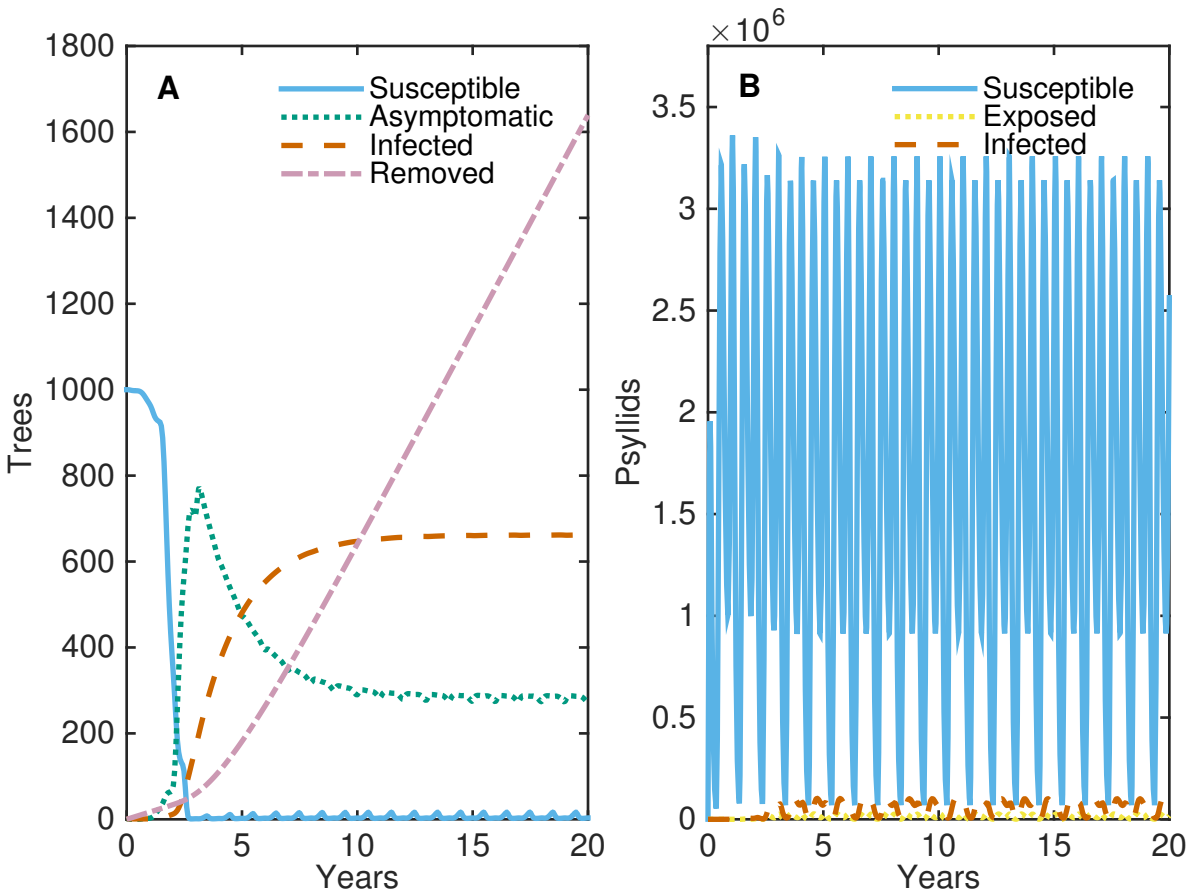 A
Susceptible
Asymptomatic
Infected
Removed
1800
1600
1400
1200
1000
800
600
400
200
0
0 5 10 15 20
Years
Trees
×10^6
B
Susceptible
Exposed
Infected
3.5
3
2.5
2
1.5
1
0.5
0
0 5 10 15 20
Years
Psyllids